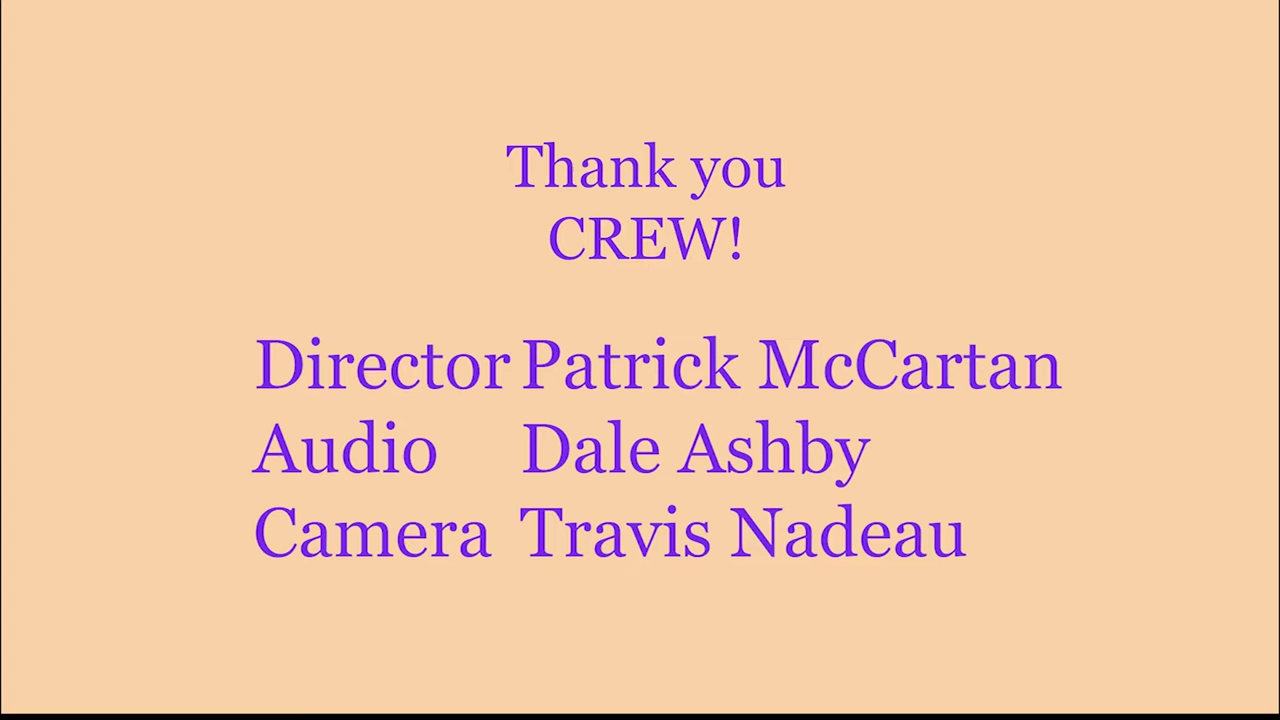 Thank you
CREW!
Director Patrick McCartan
Audio Dale Ashby
Camera Travis Nadeau